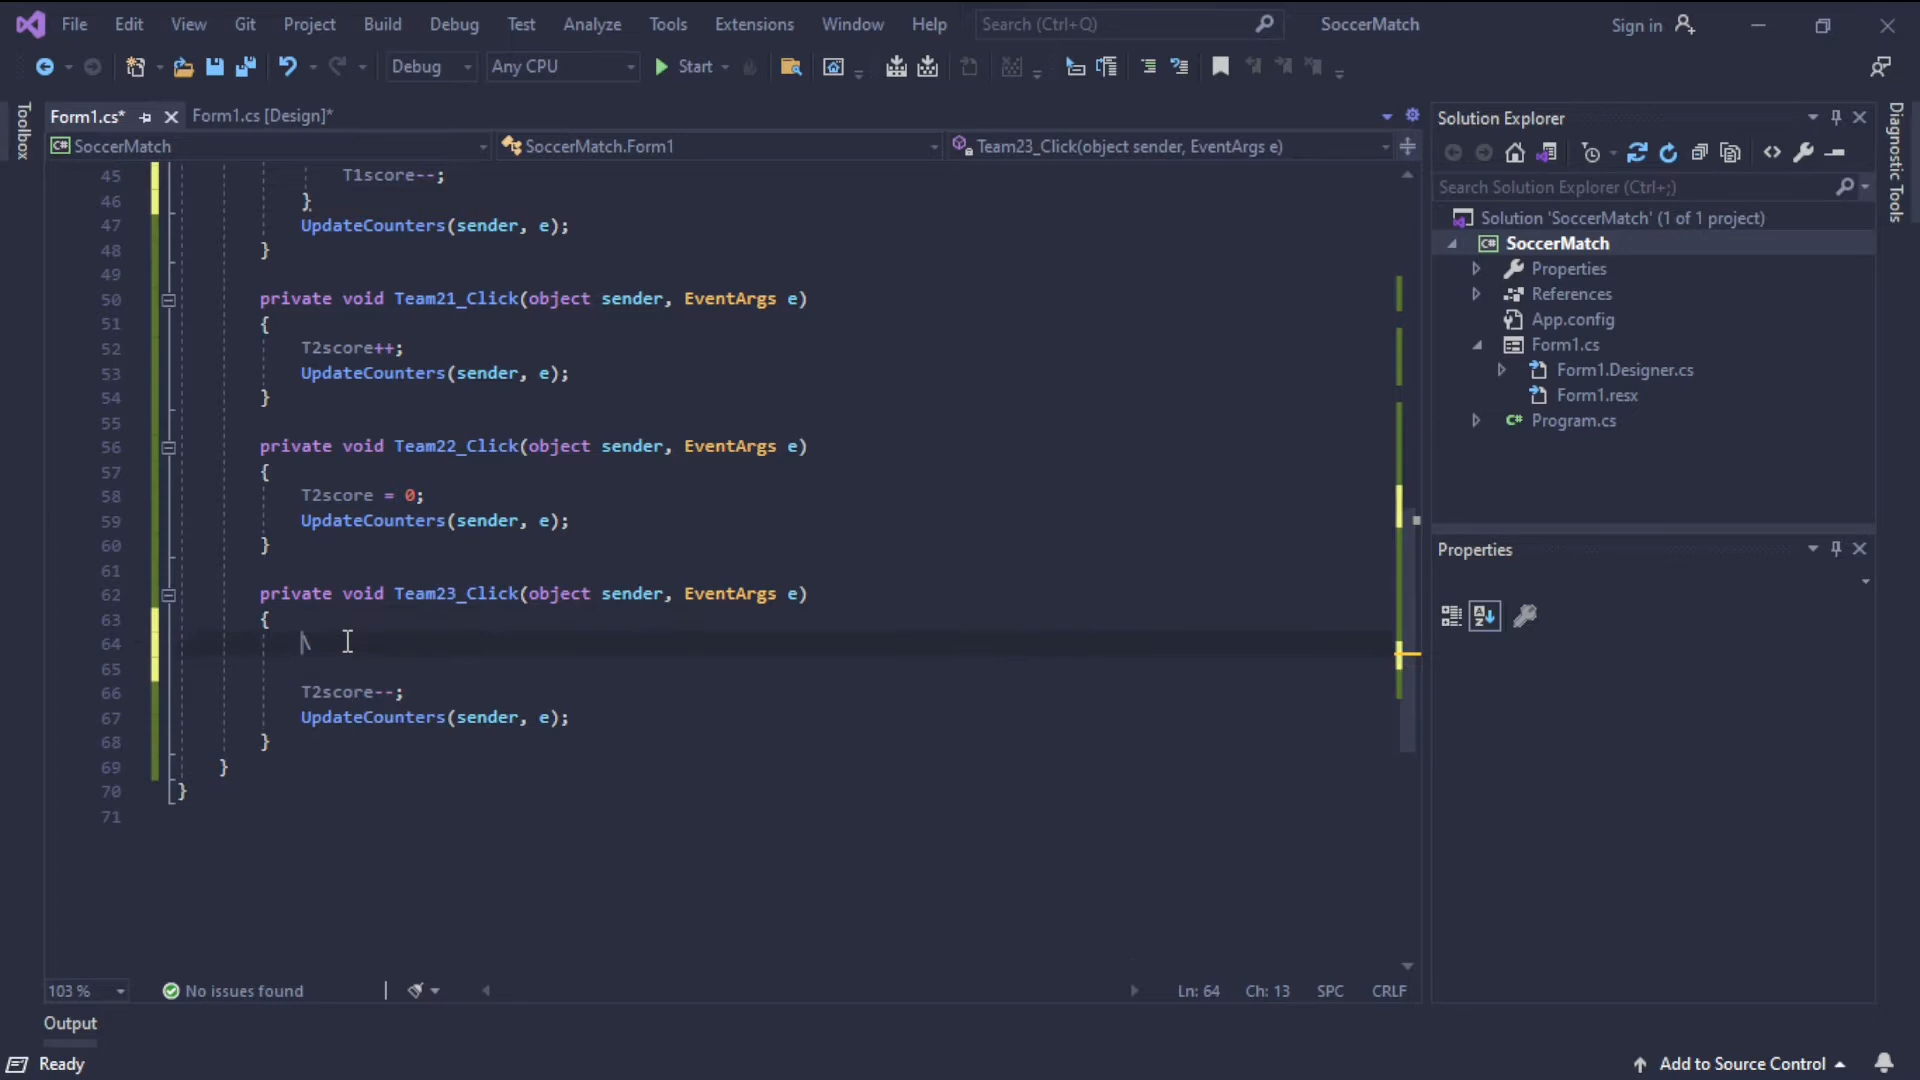 File Edit View Git Project Build Debug Test Analyze Tools Extensions Window Help Search (Ctrl+Q) SoccerMatch Sign in
Debug Any CPU Start
Toolbox
Form1.cs* Form1.cs [Design]*
SoccerMatch SoccerMatch.Form1 Team23_Click(object sender, EventArgs e)
45 T1score--;
46 }
47 UpdateCounters(sender, e);
48 }
49
50 private void Team21_Click(object sender, EventArgs e)
51 {
52 T2score++;
53 UpdateCounters(sender, e);
54 }
55
56 private void Team22_Click(object sender, EventArgs e)
57 {
58 T2score = 0;
59 UpdateCounters(sender, e);
60 }
61
62 private void Team23_Click(object sender, EventArgs e)
63 {
64
65
66 T2score--;
67 UpdateCounters(sender, e);
68 }
69 }
70 }
71
103 % No issues found Ln: 64 Ch: 13 SPC CRLF
Output
Ready
Solution Explorer
Search Solution Explorer (Ctrl+;)
Solution 'SoccerMatch' (1 of 1 project)
C# SoccerMatch
Properties
References
App.config
Form1.cs
Form1.Designer.cs
Form1.resx
C# Program.cs
Properties
Diagnostic Tools
Add to Source Control